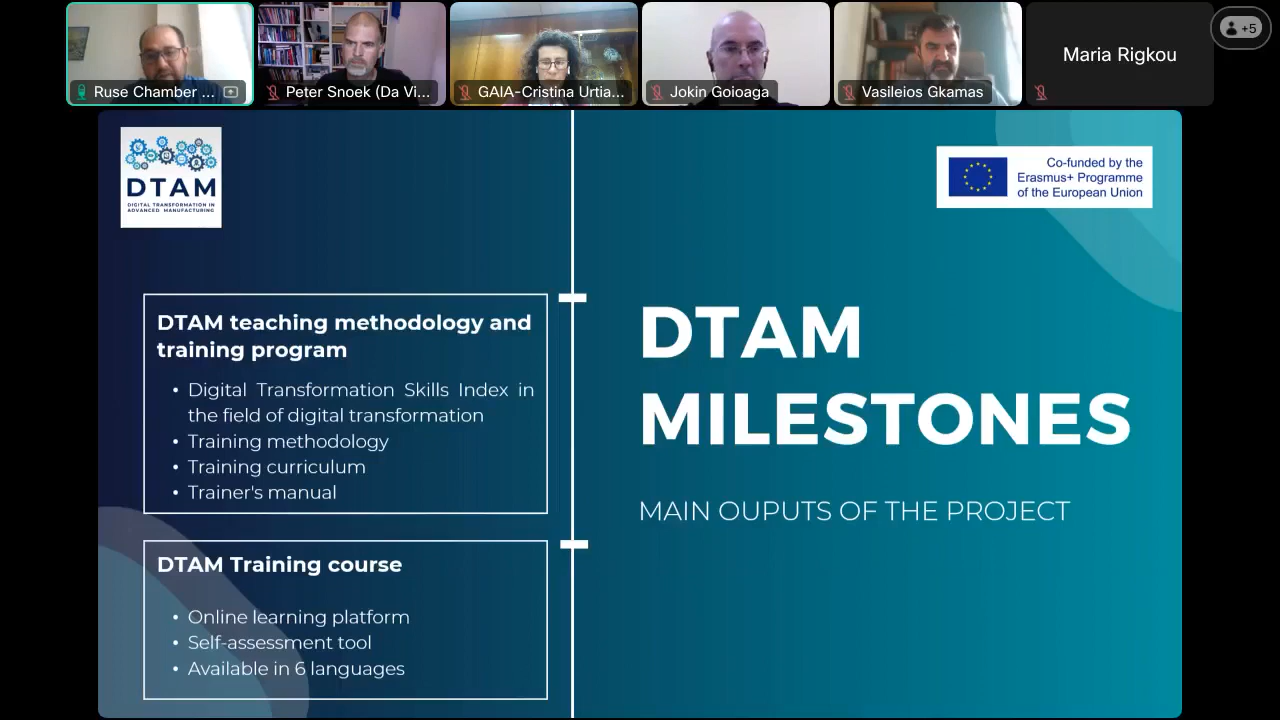 Ruse Chamber ...
Peter Snoek (Da Vi...
GAIA-Cristina Urtia...
Jokin Goioaga
Vasileios Gkamas
Maria Rigkou
+5
DTAM
DIGITAL TRANSFORMATION IN
ADVANCED MANUFACTURING
Co-funded by the
Erasmus+ Programme
of the European Union
DTAM teaching methodology and
training program
• Digital Transformation Skills Index in
the field of digital transformation
• Training methodology
• Training curriculum
• Trainer's manual
DTAM Training course
• Online learning platform
• Self-assessment tool
• Available in 6 languages
DTAM
MILESTONES
MAIN OUPUTS OF THE PROJECT